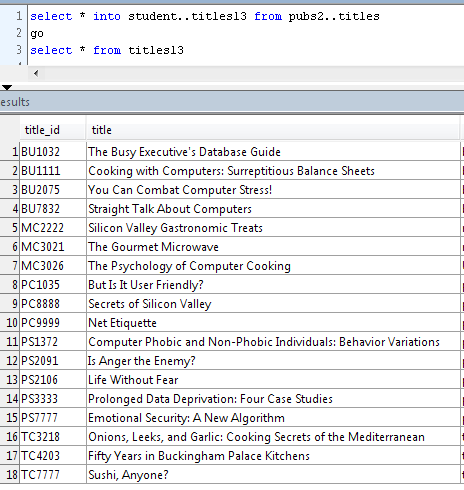 1 select * into student..titlesl3 from pubs2..titles
2 go
3 select * from titlesl3
esults
title_id title
1 BU1032 The Busy Executive's Database Guide
2 BU1111 Cooking with Computers: Surreptitious Balance Sheets
3 BU2075 You Can Combat Computer Stress!
4 BU7832 Straight Talk About Computers
5 MC2222 Silicon Valley Gastronomic Treats
6 MC3021 The Gourmet Microwave
7 MC3026 The Psychology of Computer Cooking
8 PC1035 But Is It User Friendly?
9 PC8888 Secrets of Silicon Valley
10 PC9999 Net Etiquette
11 PS1372 Computer Phobic and Non-Phobic Individuals: Behavior Variations
12 PS2091 Is Anger the Enemy?
13 PS2106 Life Without Fear
14 PS3333 Prolonged Data Deprivation: Four Case Studies
15 PS7777 Emotional Security: A New Algorithm
16 TC3218 Onions, Leeks, and Garlic: Cooking Secrets of the Mediterranean
17 TC4203 Fifty Years in Buckingham Palace Kitchens
18 TC7777 Sushi, Anyone?